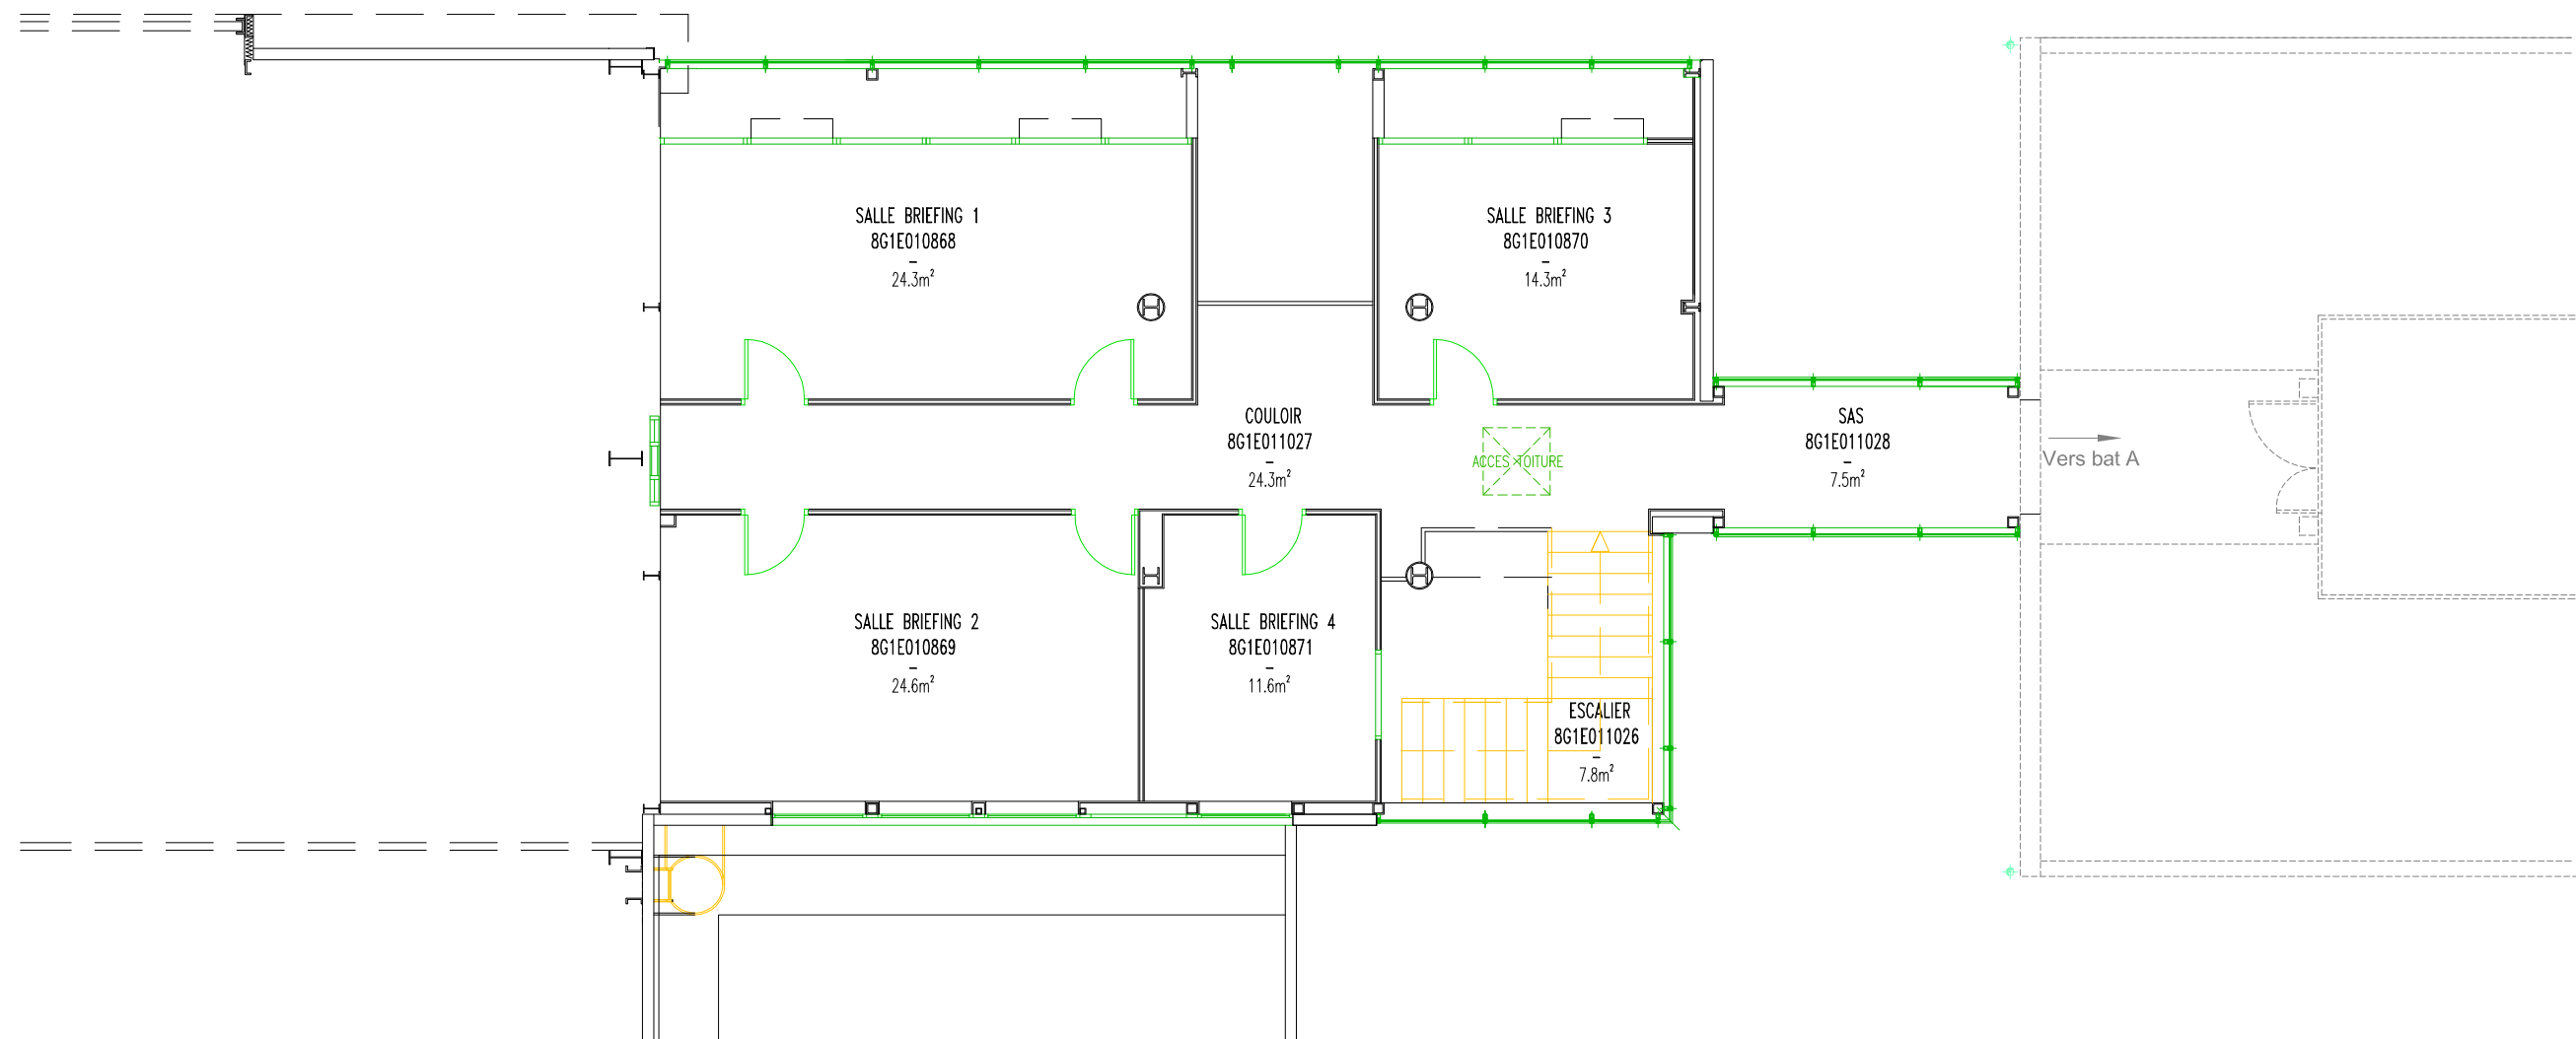 SALLE BRIEFING 1
8G1E010868
-
24.3m²
SALLE BRIEFING 3
8G1E010870
-
14.3m²
COULOIR
8G1E011027
-
24.3m²
ACCES TOITURE
SAS
8G1E011028
-
7.5m²
Vers bat A
SALLE BRIEFING 2
8G1E010869
-
24.6m²
SALLE BRIEFING 4
8G1E010871
-
11.6m²
ESCALIER
8G1E011026
-
7.8m²